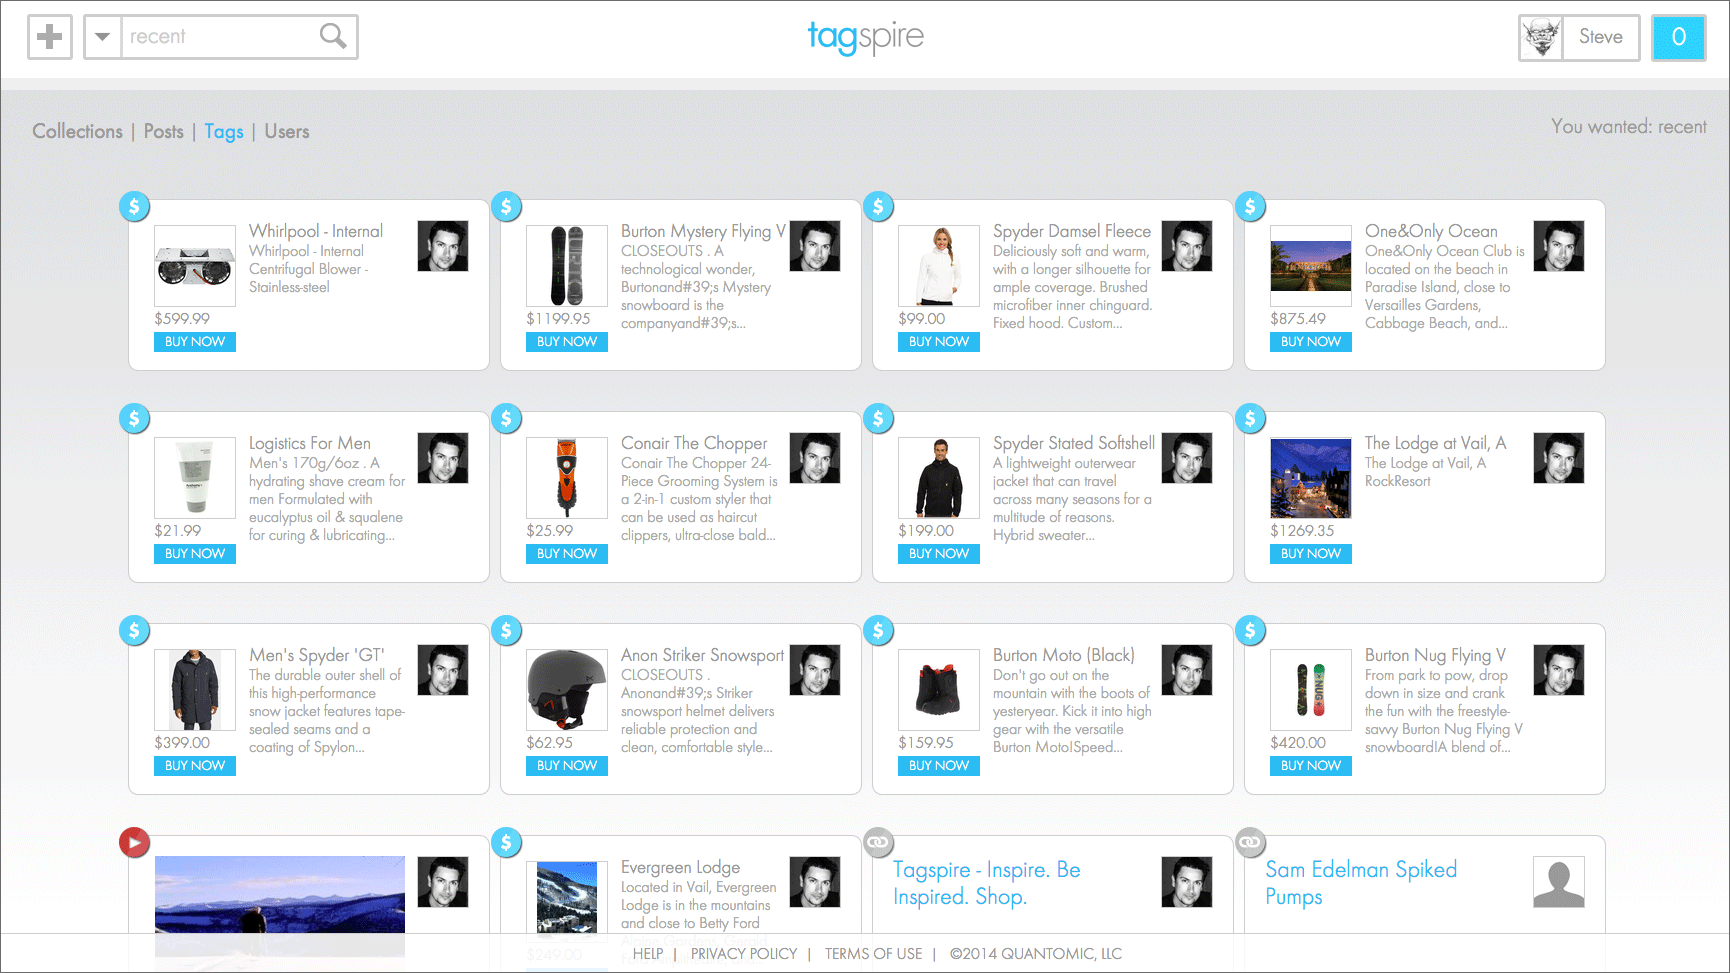 recent
tagspire
Steve
0
Collections | Posts | Tags | Users
You wanted: recent
$
Whirlpool - Internal
Whirlpool - Internal
Centrifugal Blower -
Stainless-steel
$599.99
BUY NOW
$
Burton Mystery Flying V
CLOSEOUTS . A
technological wonder,
Burtonand#39;s Mystery
snowboard is the
companyand#39;s...
$1199.95
BUY NOW
$
Spyder Damsel Fleece
Deliciously soft and warm,
with a longer silhouette for
ample coverage. Brushed
microfiber inner chinguard.
Fixed hood. Custom...
$99.00
BUY NOW
$
One&Only Ocean
One&Only Ocean Club is
located on the beach in
Paradise Island, close to
Versailles Gardens,
Cabbage Beach, and...
$875.49
BUY NOW
$
Logistics For Men
Men's 170g/6oz . A
hydrating shave cream for
men Formulated with
eucalyptus oil & squalene
for curing & lubricating...
$21.99
BUY NOW
$
Conair The Chopper
Conair The Chopper 24-
Piece Grooming System is
a 2-in-1 custom styler that
can be used as haircut
clippers, ultra-close bald...
$25.99
BUY NOW
$
Spyder Stated Softshell
A lightweight outerwear
jacket that can travel
across many seasons for a
multitude of reasons.
Hybrid sweater...
$199.00
BUY NOW
$
The Lodge at Vail, A
The Lodge at Vail, A
RockResort
$1269.35
BUY NOW
$
Men's Spyder 'GT'
The durable outer shell of
this high-performance
snow jacket features tape-
sealed seams and a
coating of Spylon...
$399.00
BUY NOW
$
Anon Striker Snowsport
CLOSEOUTS .
Anonand#39;s Striker
snowsport helmet delivers
reliable protection and
clean, comfortable style...
$62.95
BUY NOW
$
Burton Moto (Black)
Don't go out on the
mountain with the boots of
yesteryear. Kick it into high
gear with the versatile
Burton Moto|Speed...
$159.95
BUY NOW
$
Burton Nug Flying V
From park to pow, drop
down in size and crank
the fun with the freestyle-
savvy Burton Nug Flying V
snowboard|A blend of...
NUG
$420.00
BUY NOW
$
Evergreen Lodge
Located in Vail, Evergreen
Lodge is in the mountains
and close to Betty Ford
Alpine Gardens, Gerald
$249.00
Tagspire - Inspire. Be
Inspired. Shop.
Sam Edelman Spiked
Pumps
HELP | PRIVACY POLICY | TERMS OF USE | ©2014 QUANTOMIC, LLC